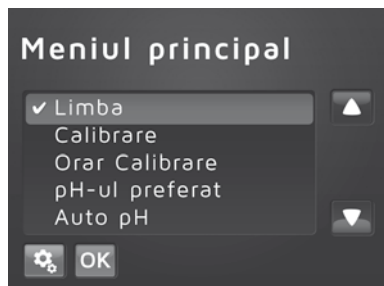 Meniul principal
Limba
Calibrare
Orar Calibrare
pH-ul preferat
Auto pH
OK